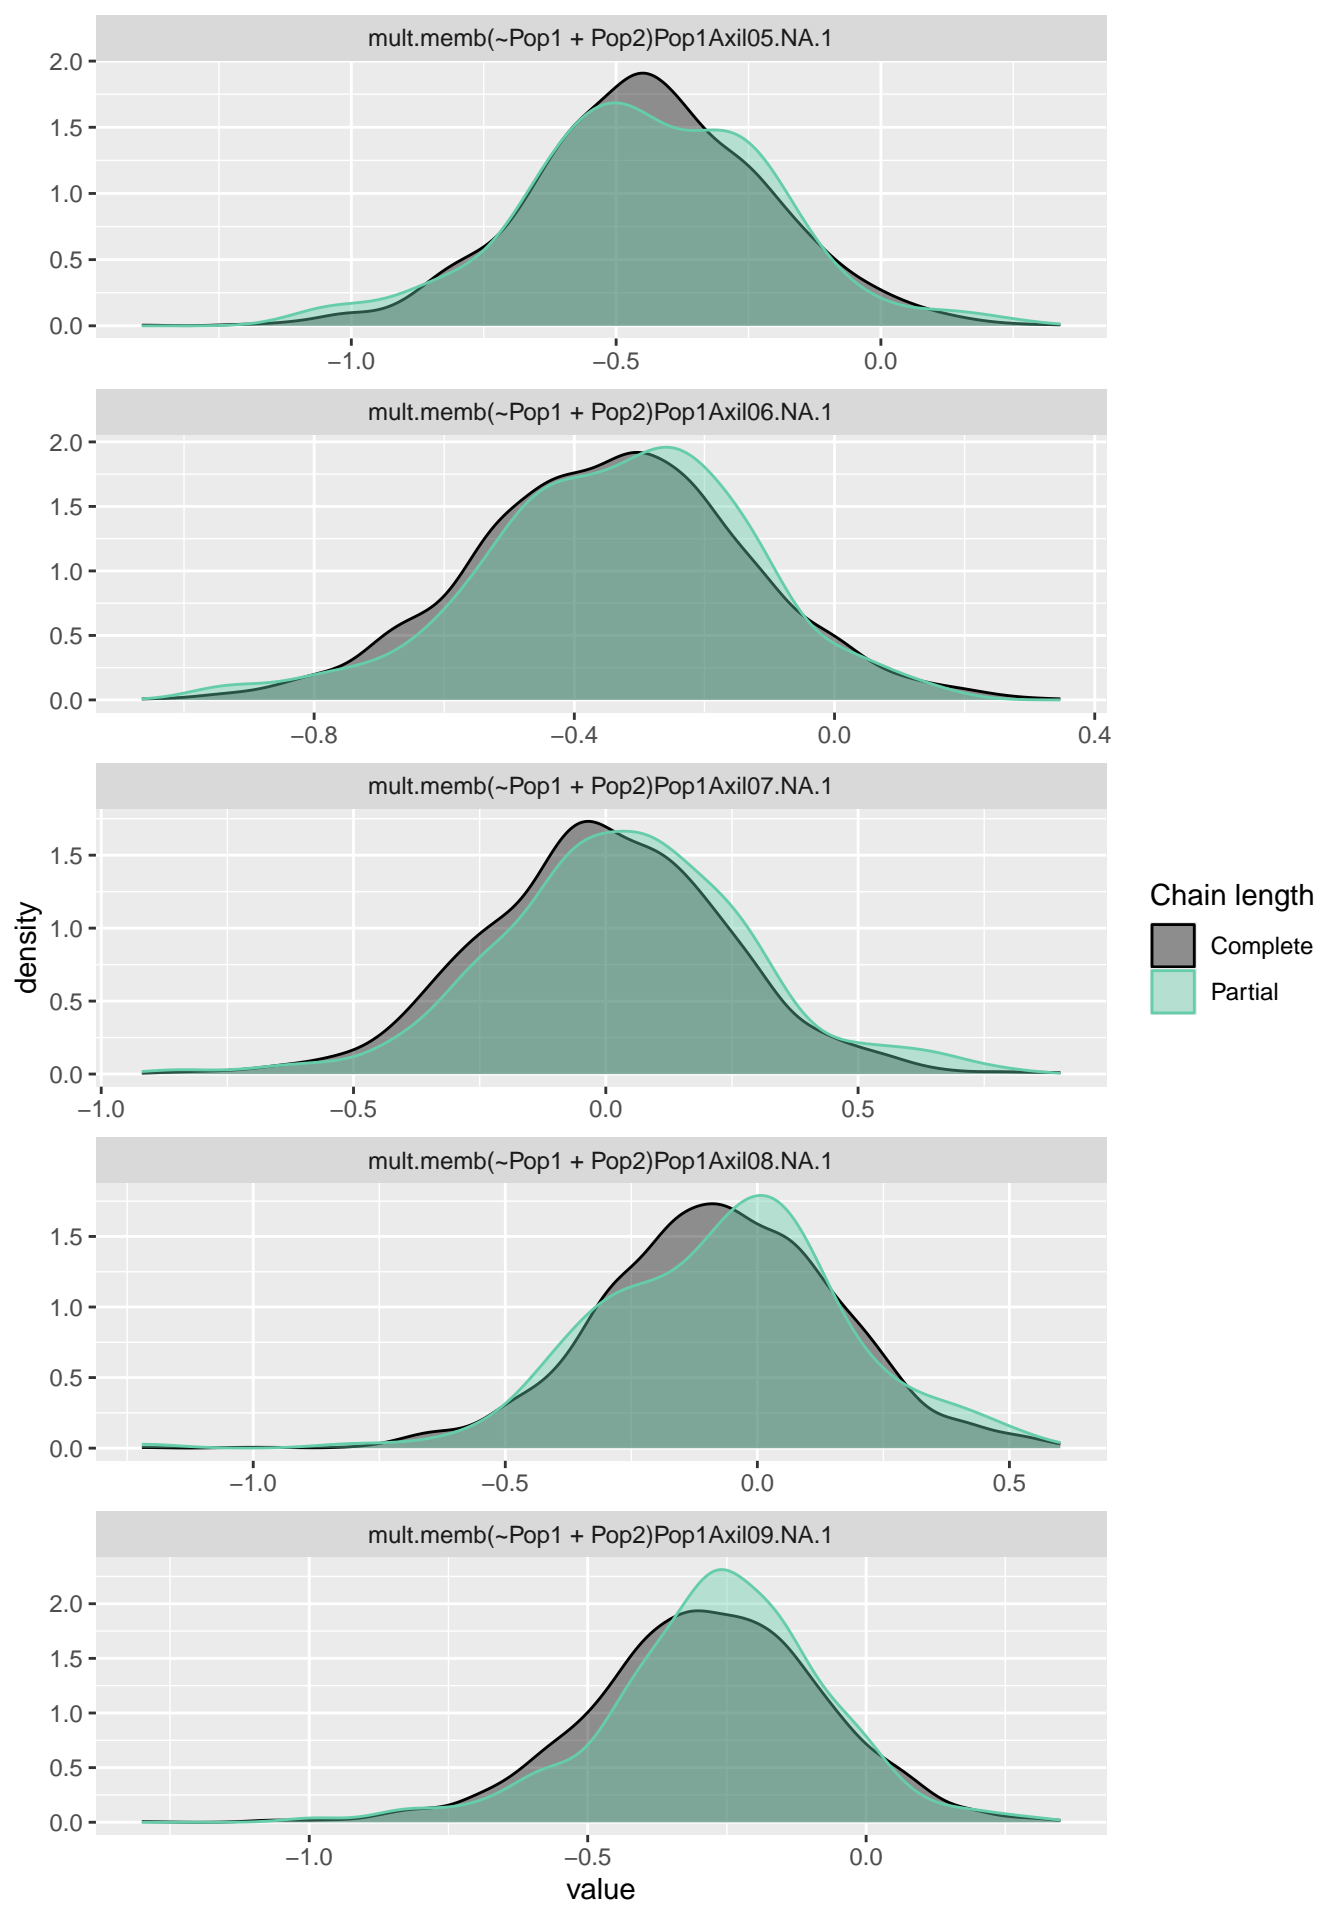 mult.memb(~Pop1 + Pop2)Pop1Axil05.NA.1
2.0
1.5
1.0
0.5
0.0
−1.0 −0.5 0.0
mult.memb(~Pop1 + Pop2)Pop1Axil06.NA.1
2.0
1.5
1.0
0.5
0.0
−0.8 −0.4 0.0 0.4
mult.memb(~Pop1 + Pop2)Pop1Axil07.NA.1
1.5
1.0
0.5
0.0
−1.0 −0.5 0.0 0.5
mult.memb(~Pop1 + Pop2)Pop1Axil08.NA.1
1.5
1.0
0.5
0.0
−1.0 −0.5 0.0 0.5
mult.memb(~Pop1 + Pop2)Pop1Axil09.NA.1
2.0
1.5
1.0
0.5
0.0
−1.0 −0.5 0.0
value
density
Chain length
Complete
Partial